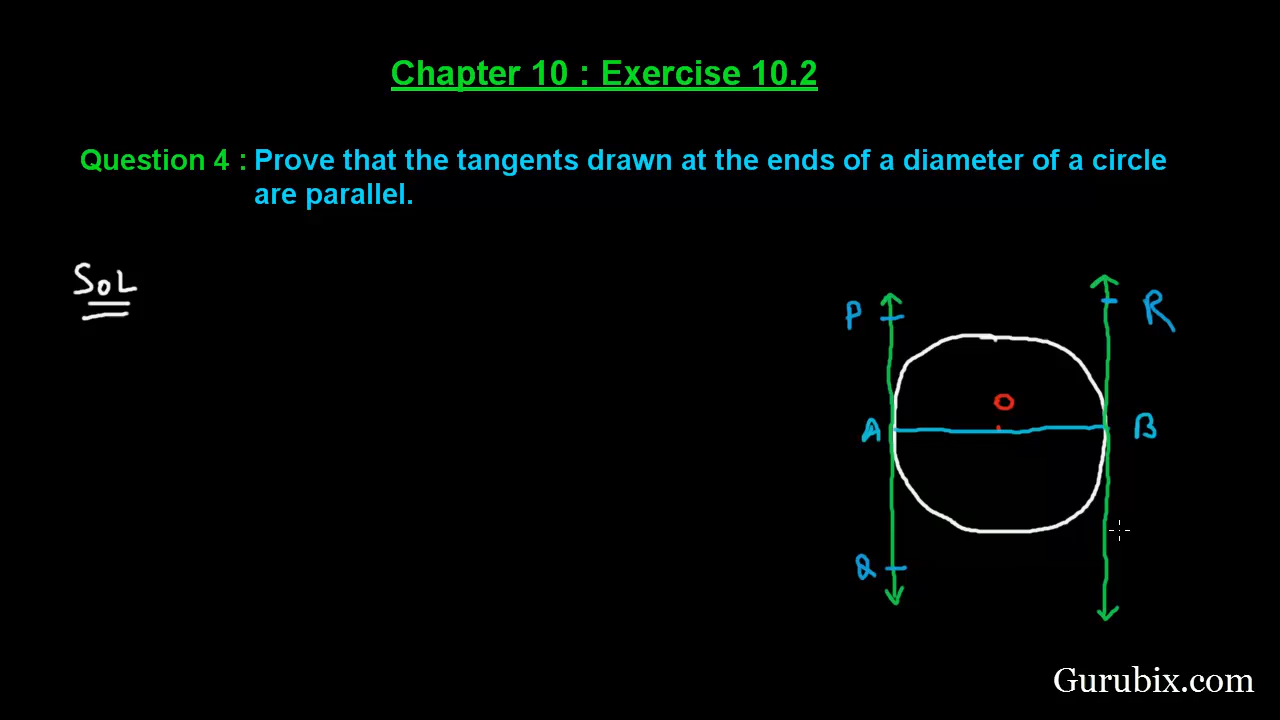 Chapter 10 : Exercise 10.2
Question 4 : Prove that the tangents drawn at the ends of a diameter of a circle
are parallel.
SOL
P
R
O
A
B
Q
Gurubix.com